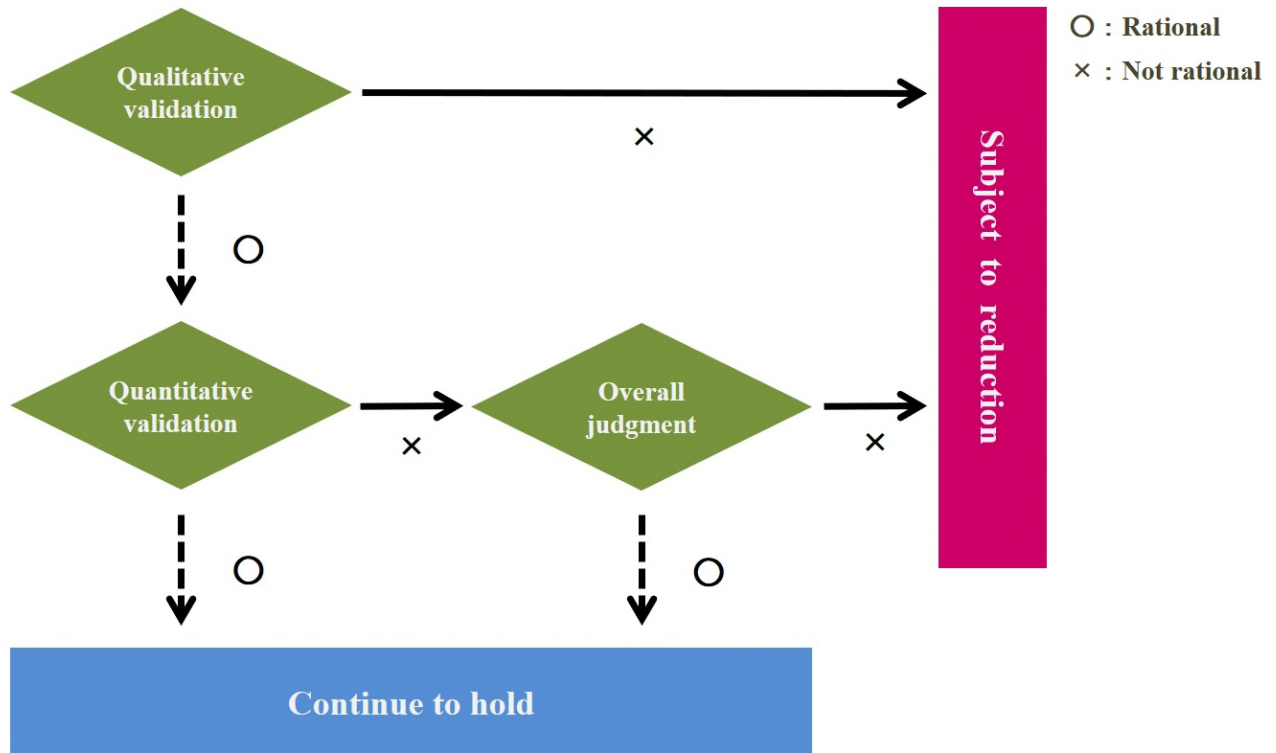 Qualitative
validation
○ : Rational
× : Not rational
×
Subject to reduction
○
Quantitative
validation
×
Overall
judgment
×
○
○
Continue to hold